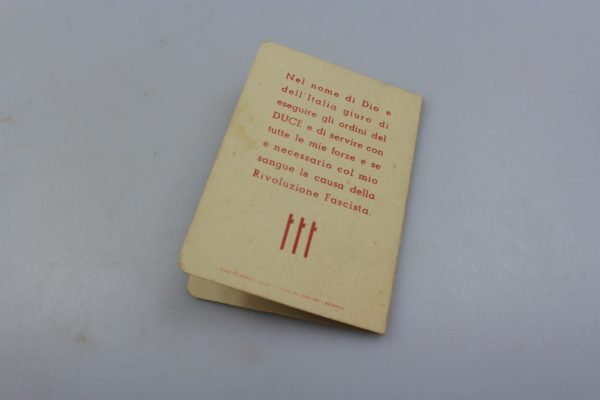 Nel nome di Dio e
dell'Italia giuro di
eseguire gli ordini del
DUCE e di servire con
tutte le mie forze e se
è necessario col mio
sangue la causa della
Rivoluzione Fascista.